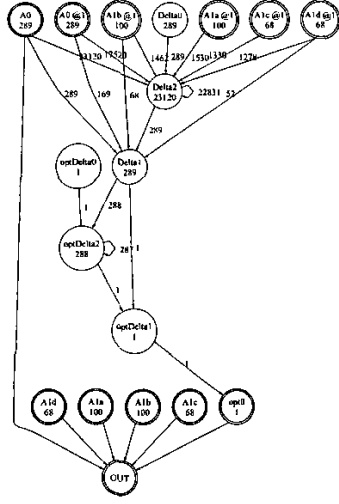 A0
289
A0 @1
289
A1b @1
100
Delta0
289
A1a @1
100
A1c @1
68
A1d @1
68
23120
17520
1462
289
1530
1330
1278
289
169
68
Delta2
23120
22831
52
289
optDelta0
1
Delta1
289
1
288
optDelta2
288
287
1
1
optDelta1
1
1
A1d
68
A1a
100
A1b
100
A1c
68
opt0
1
OUT